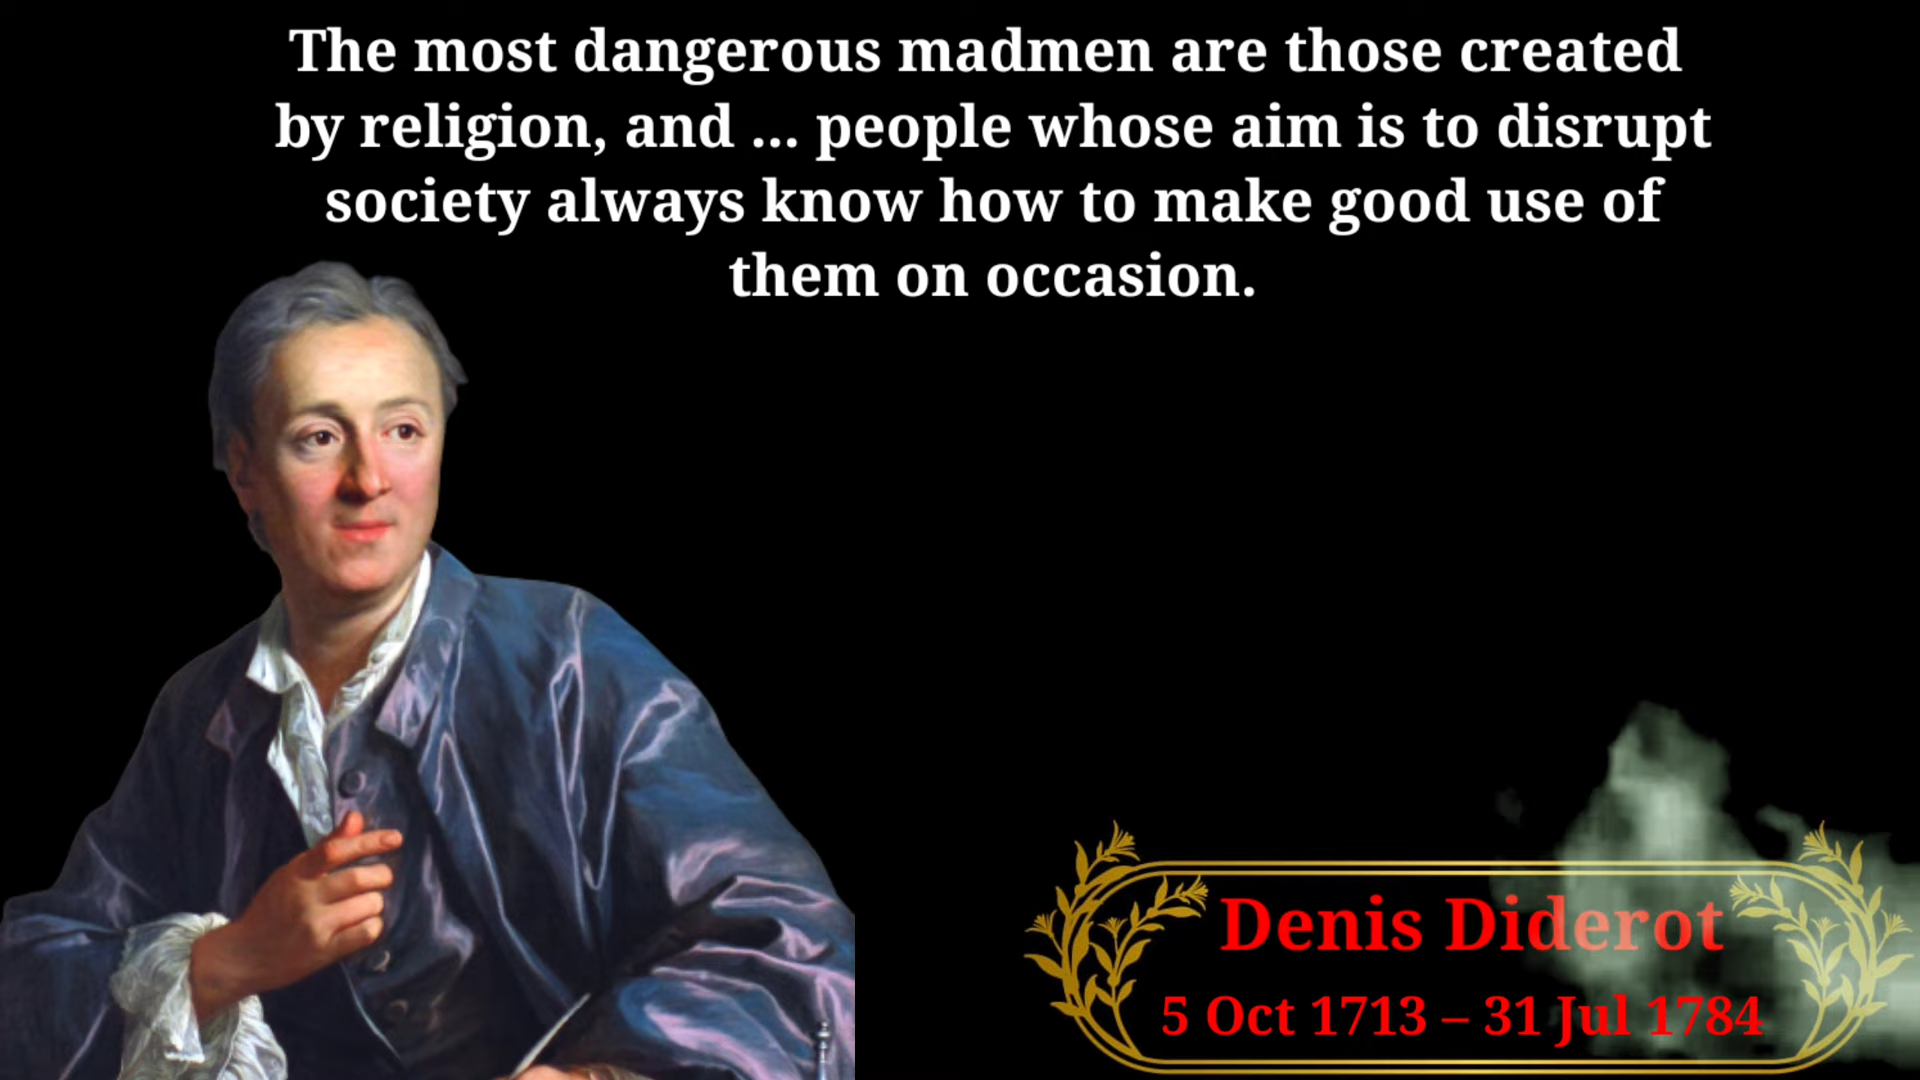 The most dangerous madmen are those created
by religion, and ... people whose aim is to disrupt
society always know how to make good use of
them on occasion.
Denis Diderot
5 Oct 1713 – 31 Jul 1784